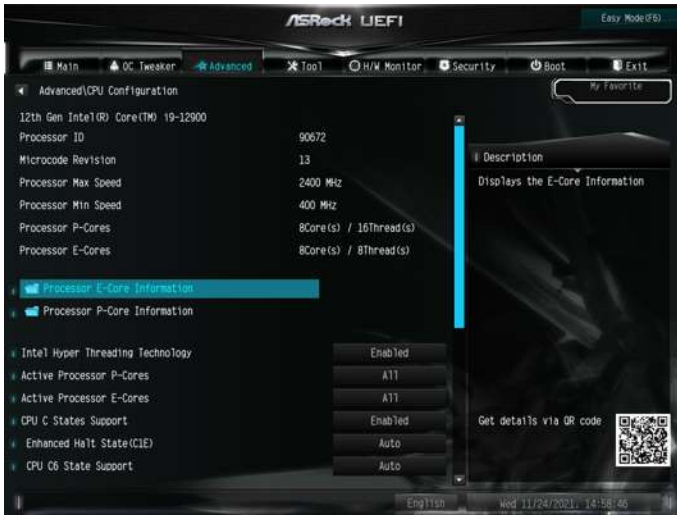 ASRock UEFI
Easy Mode(F6)
Main
OC Tweaker
Advanced
Tool
H/W Monitor
Security
Boot
Exit
Advanced\CPU Configuration
My Favorite
12th Gen Intel(R) Core(TM) i9-12900
Processor ID 90672
Microcode Revision 13
Processor Max Speed 2400 MHz
Processor Min Speed 400 MHz
Processor P-Cores 8Core(s) / 16Thread(s)
Processor E-Cores 8Core(s) / 8Thread(s)
Processor E-Core Information
Processor P-Core Information
Intel Hyper Threading Technology Enabled
Active Processor P-Cores All
Active Processor E-Cores All
CPU C States Support Enabled
Enhanced Halt State(C1E) Auto
CPU C6 State Support Auto
Description
Displays the E-Core Information
Get details via QR code
English
Wed 11/24/2021, 14:58:46